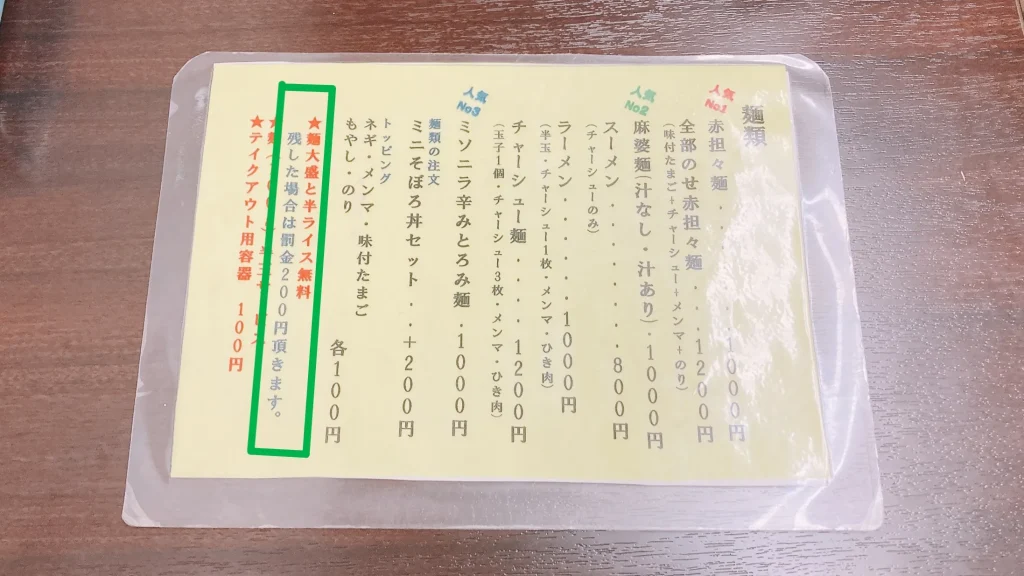 麺類
人気
No1
赤担々麺・・・・・・1000円
全部のせ赤担々麺・・・1200円
(味付たまご+チャーシュー+メンマ+のり)
人気
No2
麻婆麺(汁なし・汁あり)・1000円
スーメン・・・・・・・800円
(チャーシューのみ)
ラーメン・・・・・・1000円
(半玉・チャーシュー1枚・メンマ・ひき肉)
チャーシュー麺・・・・1200円
(玉子1個・チャーシュー3枚・メンマ・ひき肉)
人気
No3
ミソニラ辛みとろみ麺・1000円
麺類の注文
ミニそぼろ丼セット・・+200円
トッピング
ネギ・メンマ・味付たまご
もやし・のり 各100円
★麺大盛と半ライス無料
残した場合は罰金200円頂きます。
★テイクアウト用容器 100円